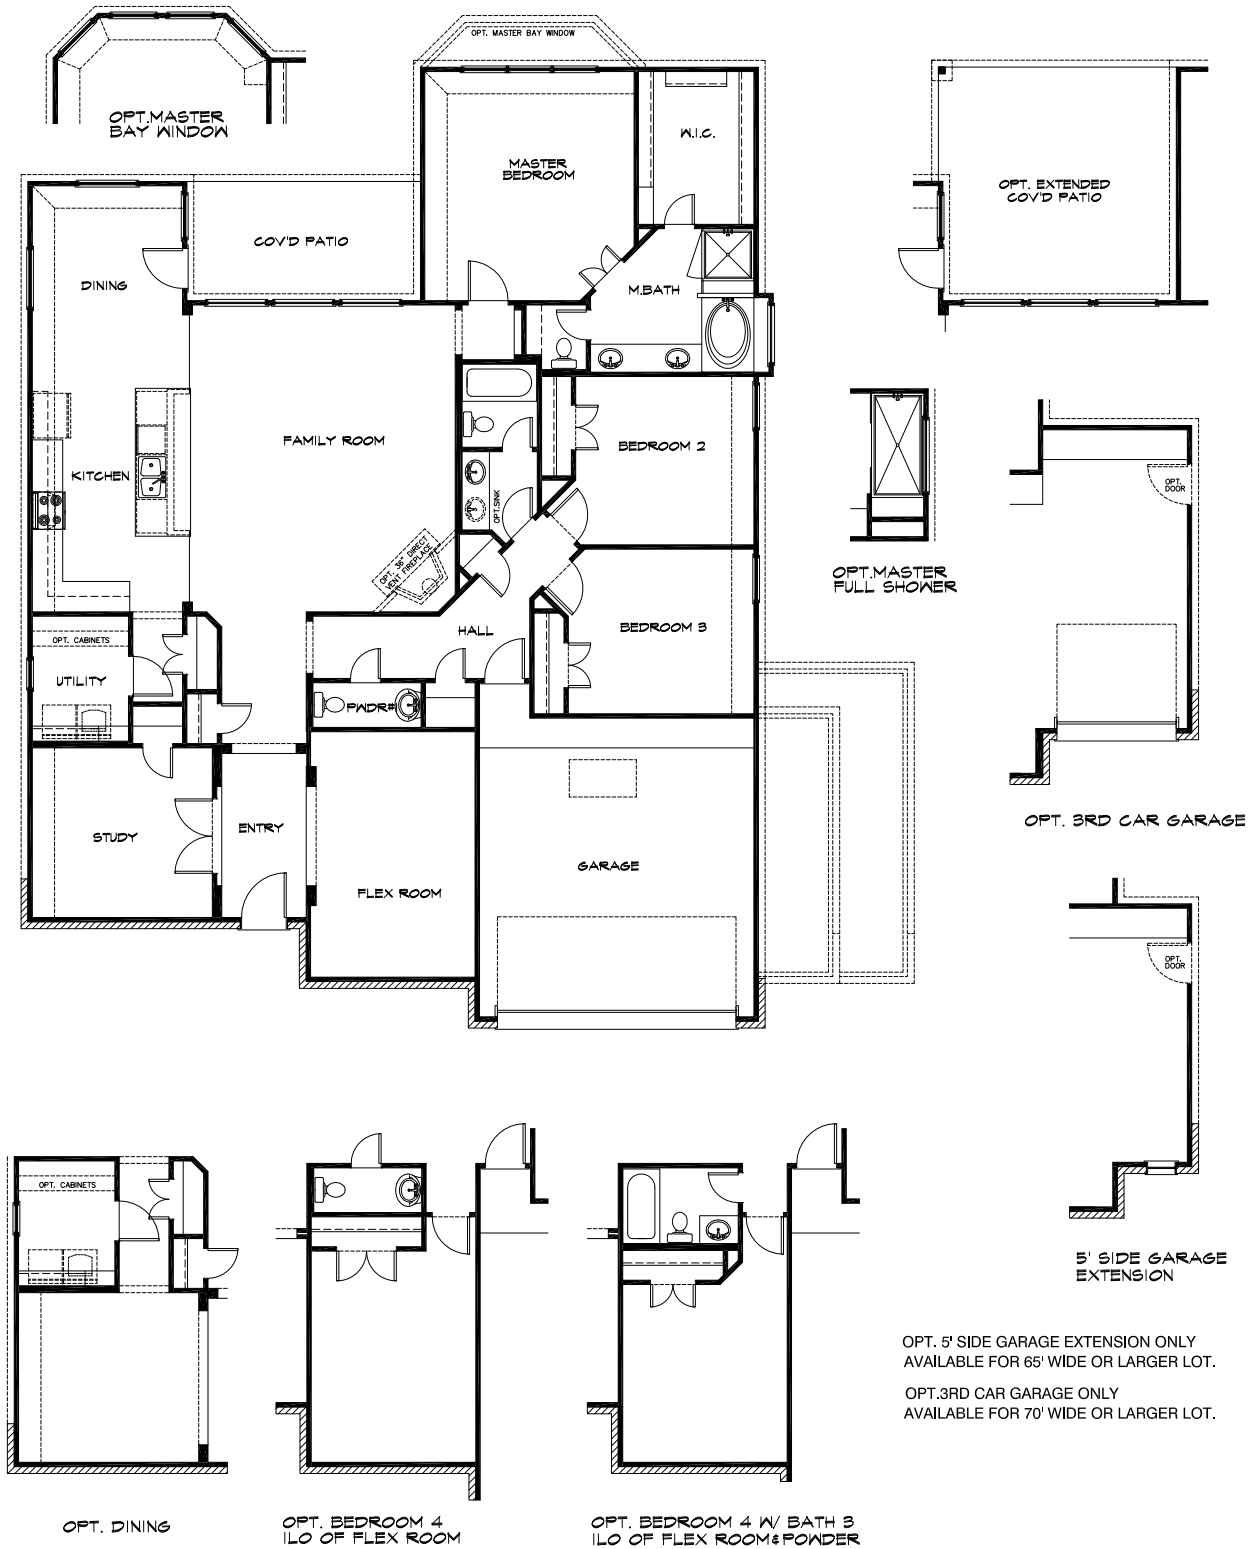 OPT. MASTER BAY WINDOW
OPT.MASTER
BAY WINDOW
W.I.C.
MASTER
BEDROOM
OPT. EXTENDED
COV'D PATIO
COV'D PATIO
DINING
M.BATH
FAMILY ROOM
BEDROOM 2
KITCHEN
OPT.SINK
OPT.
DOOR
OPT. 36" DIRECT
VENT FIREPLACE
OPT.MASTER
FULL SHOWER
HALL
BEDROOM 3
OPT. CABINETS
UTILITY
PWDR#
OPT. 3RD CAR GARAGE
STUDY
ENTRY
GARAGE
FLEX ROOM
OPT.
DOOR
OPT. CABINETS
5' SIDE GARAGE
EXTENSION
OPT. 5' SIDE GARAGE EXTENSION ONLY
AVAILABLE FOR 65' WIDE OR LARGER LOT.
OPT.3RD CAR GARAGE ONLY
AVAILABLE FOR 70' WIDE OR LARGER LOT.
OPT. DINING
OPT. BEDROOM 4
ILO OF FLEX ROOM
OPT. BEDROOM 4 W/ BATH 3
ILO OF FLEX ROOM&POWDER